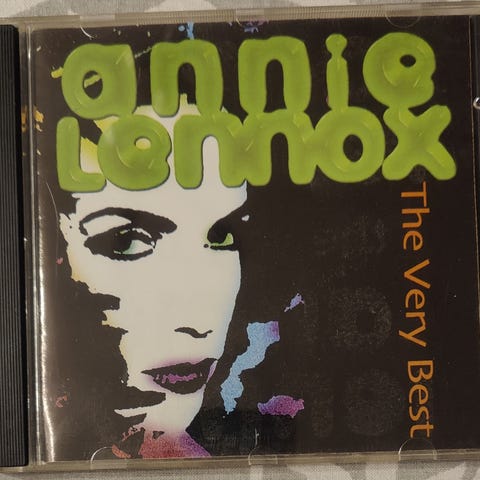 annie
Lennox
The Very Best